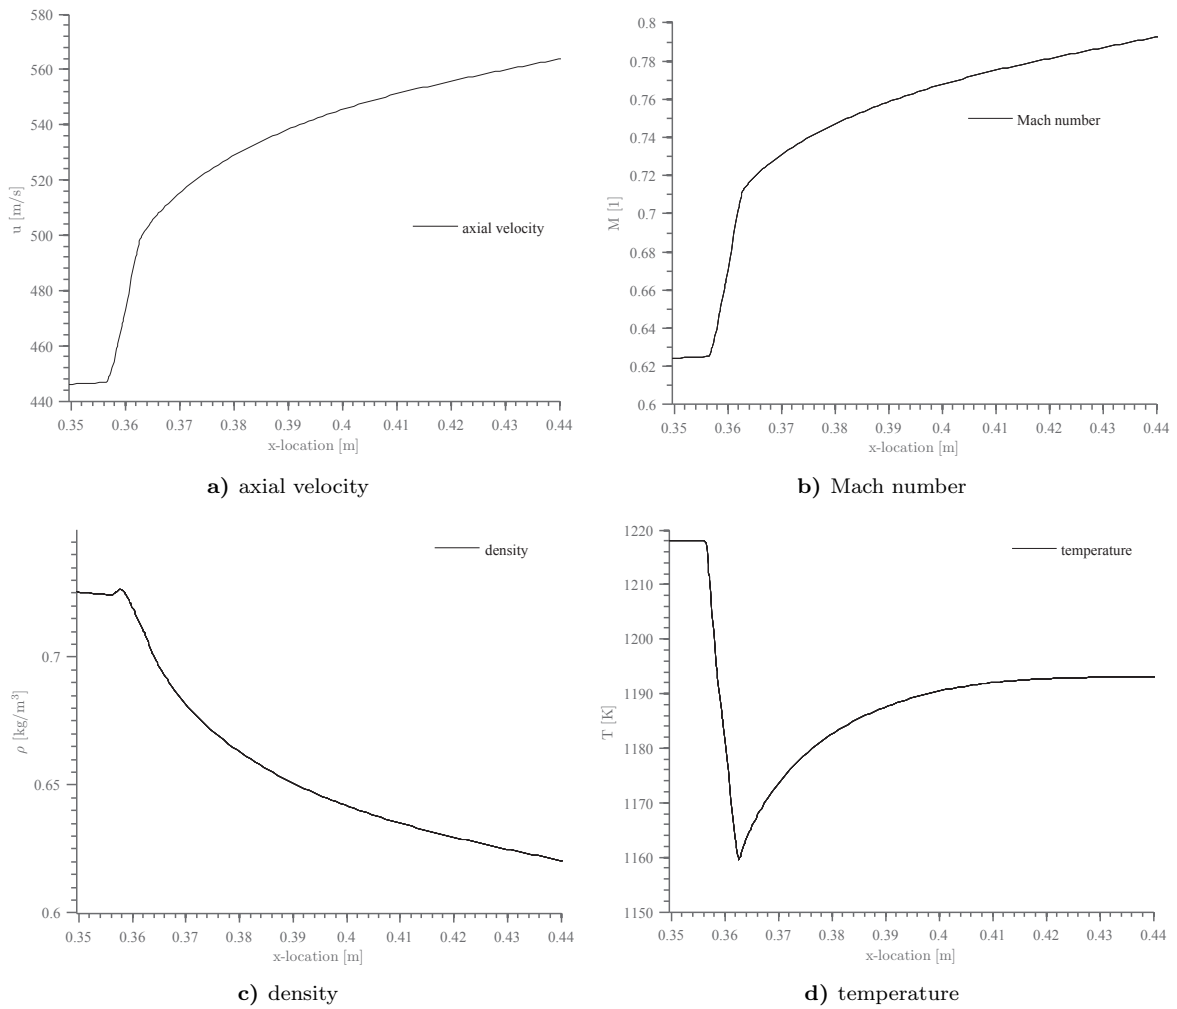 580
560
540
520
500
480
460
440
u [m/s]
axial velocity
0.35 0.36 0.37 0.38 0.39 0.4 0.41 0.42 0.43 0.44
x-location [m]
a) axial velocity
0.8
0.78
0.76
0.74
0.72
0.7
0.68
0.66
0.64
0.62
0.6
M [1]
Mach number
0.35 0.36 0.37 0.38 0.39 0.4 0.41 0.42 0.43 0.44
x-location [m]
b) Mach number
0.7
0.65
0.6
ρ [kg/m³]
density
0.35 0.36 0.37 0.38 0.39 0.4 0.41 0.42 0.43 0.44
x-location [m]
c) density
1220
1210
1200
1190
1180
1170
1160
1150
T [K]
temperature
0.35 0.36 0.37 0.38 0.39 0.4 0.41 0.42 0.43 0.44
x-location [m]
d) temperature